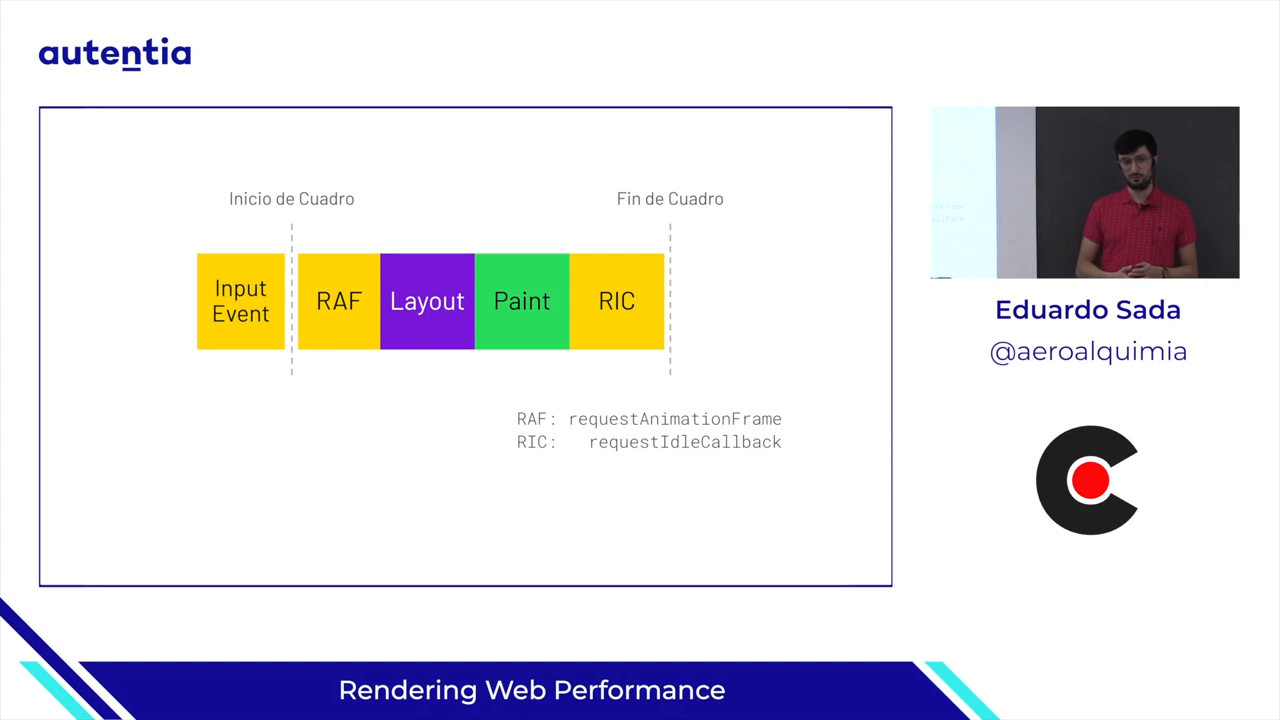 autentia
Inicio de Cuadro
Fin de Cuadro
Input
Event
RAF
Layout
Paint
RIC
RAF: requestAnimationFrame
RIC: requestIdleCallback
Eduardo Sada
@aeroalquimia
Rendering Web Performance